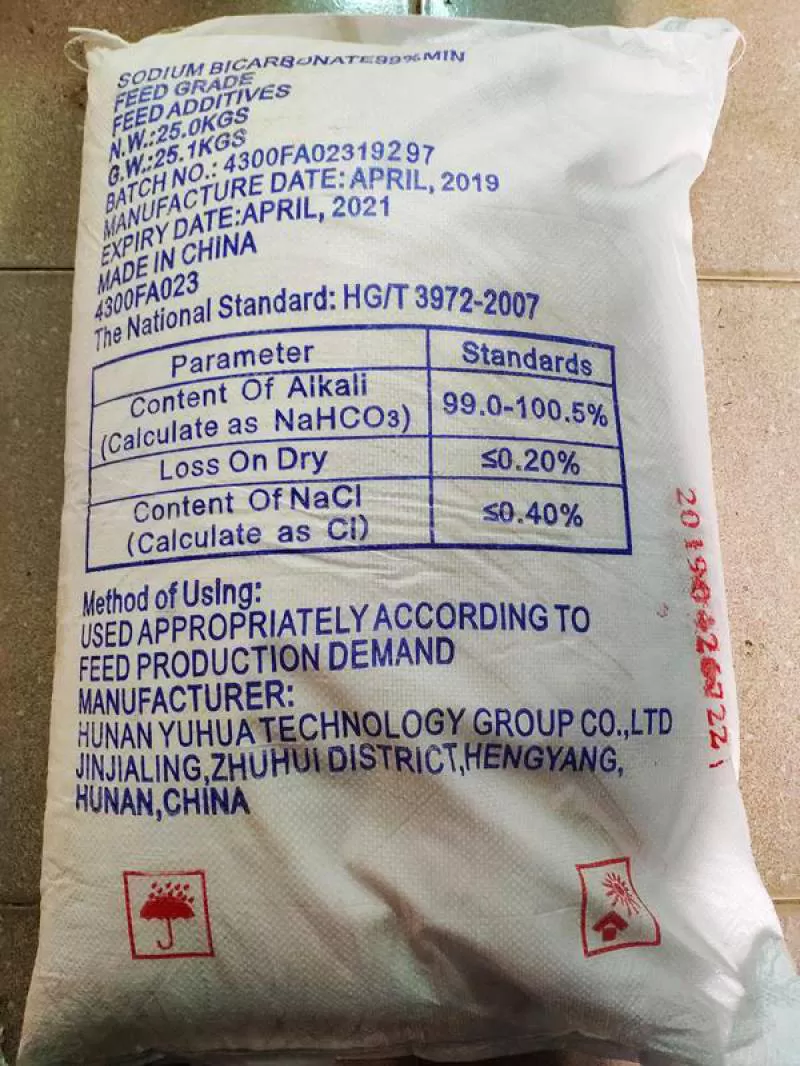 SODIUM BICARBONATE99%MIN
FEED GRADE
FEED ADDITIVES
N.W.:25.0KGS
G.W.:25.1KGS
BATCH NO.: 4300FA02319297
MANUFACTURE DATE: APRIL, 2019
EXPIRY DATE:APRIL, 2021
MADE IN CHINA
4300FA023
The National Standard: HG/T 3972-2007
Parameter Standards
Content Of Alkali
(Calculate as NaHCO3) 99.0-100.5%
Loss On Dry ≤0.20%
Content Of NaCl
(Calculate as Cl) ≤0.40%
Method of Using:
USED APPROPRIATELY ACCORDING TO
FEED PRODUCTION DEMAND
MANUFACTURER:
HUNAN YUHUA TECHNOLOGY GROUP CO.,LTD
JINJIALING,ZHUHUI DISTRICT,HENGYANG,
HUNAN,CHINA